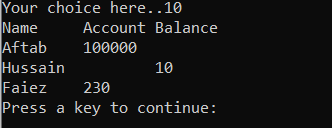 Your choice here..10
Name    Account Balance
Aftab   100000
Hussain         10
Faiez   230
Press a key to continue: